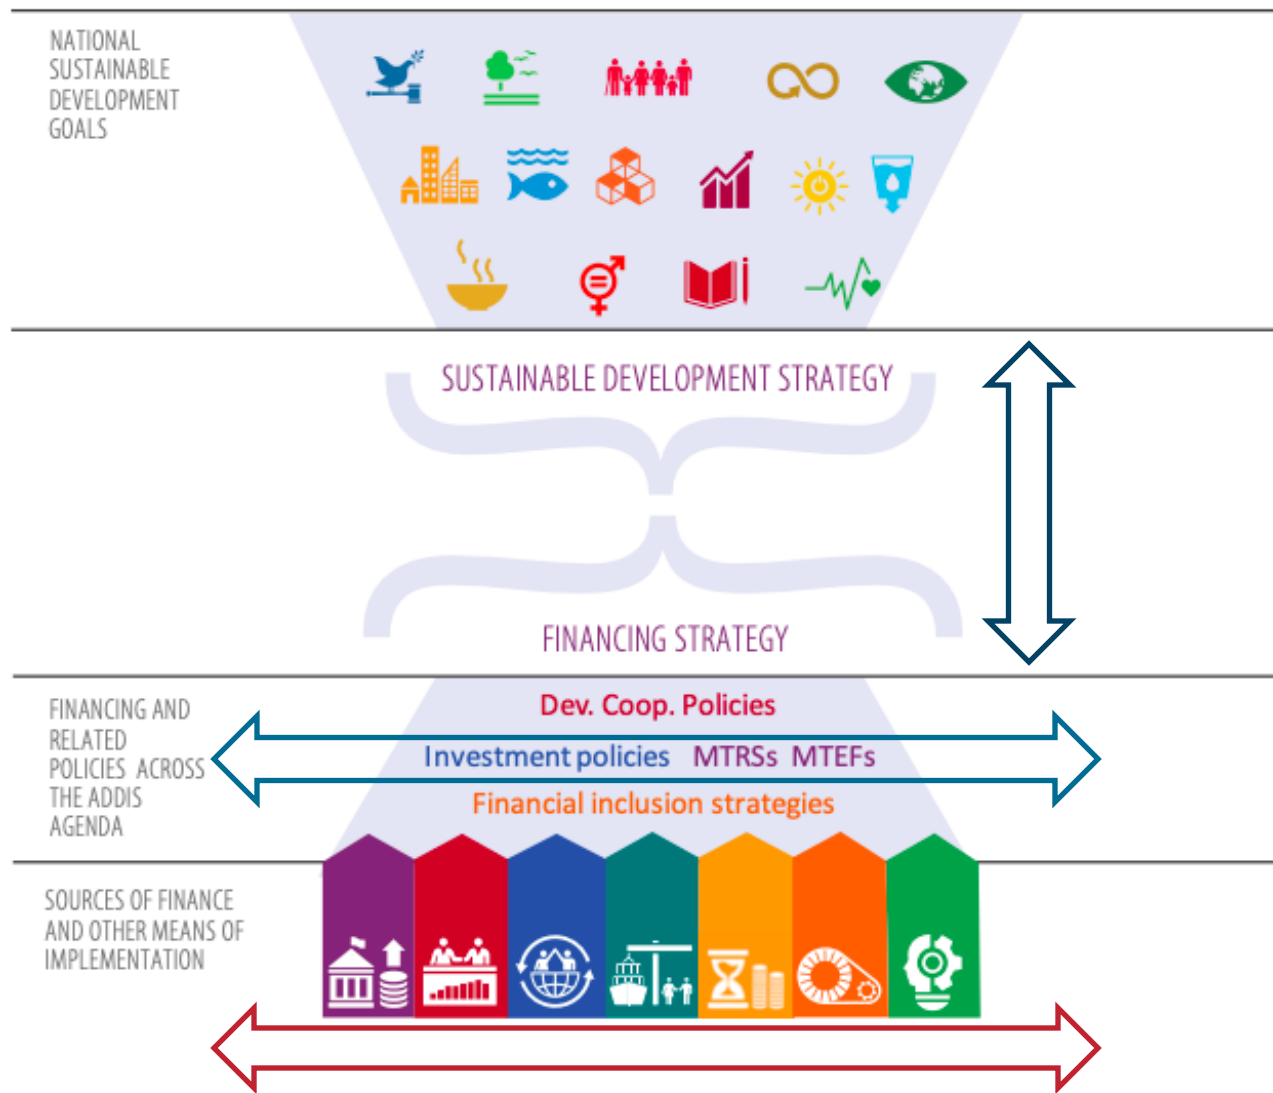 NATIONAL
SUSTAINABLE
DEVELOPMENT
GOALS
SUSTAINABLE DEVELOPMENT STRATEGY
FINANCING STRATEGY
FINANCING AND
RELATED
POLICIES ACROSS
THE ADDIS
AGENDA
Dev. Coop. Policies
Investment policies MTRSs MTEFs
Financial inclusion strategies
SOURCES OF FINANCE
AND OTHER MEANS OF
IMPLEMENTATION